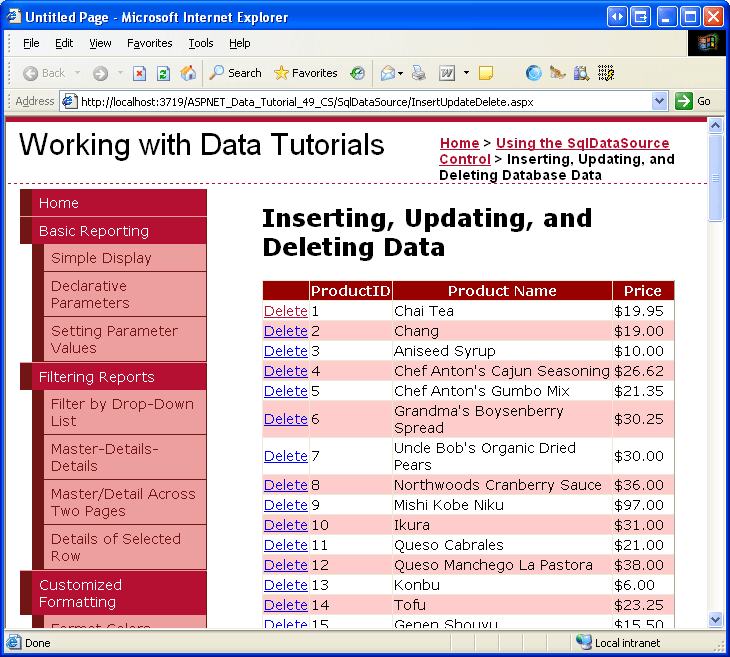 Untitled Page - Microsoft Internet Explorer
File Edit View Favorites Tools Help
Back Search Favorites
Address http://localhost:3719/ASPNET_Data_Tutorial_49_CS/SqlDataSource/InsertUpdateDelete.aspx Go
Working with Data Tutorials
Home > Using the SqlDataSource
Control > Inserting, Updating, and
Deleting Database Data
Home
Basic Reporting
Simple Display
Declarative
Parameters
Setting Parameter
Values
Filtering Reports
Filter by Drop-Down
List
Master-Details-
Details
Master/Detail Across
Two Pages
Details of Selected
Row
Customized
Formatting
Format Colors
Inserting, Updating, and
Deleting Data
ProductID Product Name Price
Delete 1 Chai Tea $19.95
Delete 2 Chang $19.00
Delete 3 Aniseed Syrup $10.00
Delete 4 Chef Anton's Cajun Seasoning $26.62
Delete 5 Chef Anton's Gumbo Mix $21.35
Delete 6 Grandma's Boysenberry
Spread $30.25
Delete 7 Uncle Bob's Organic Dried
Pears $30.00
Delete 8 Northwoods Cranberry Sauce $36.00
Delete 9 Mishi Kobe Niku $97.00
Delete 10 Ikura $31.00
Delete 11 Queso Cabrales $21.00
Delete 12 Queso Manchego La Pastora $38.00
Delete 13 Konbu $6.00
Delete 14 Tofu $23.25
Delete 15 Genen Shouyu $15.50
Done Local intranet